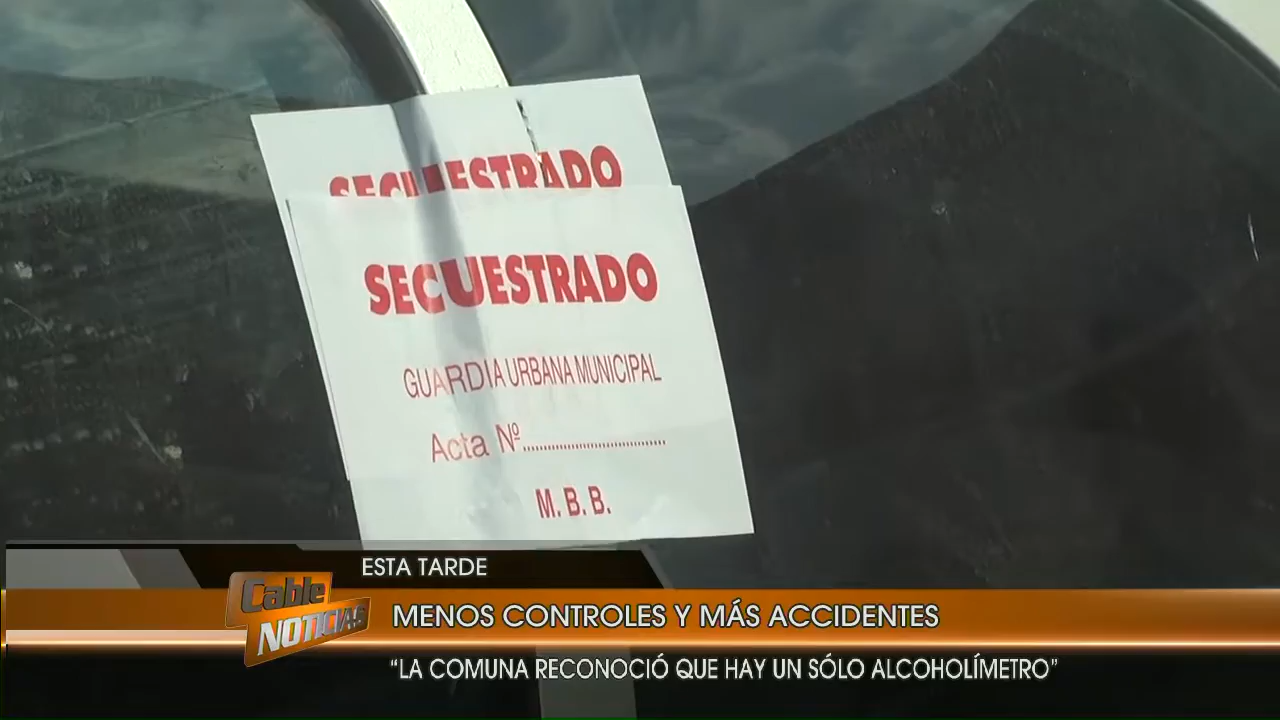 SECUESTRADO
SECUESTRADO
GUARDIA URBANA MUNICIPAL
Acta Nº..................................
M. B. B.
ESTA TARDE
Cable
NOTICIAS
MENOS CONTROLES Y MÁS ACCIDENTES
“LA COMUNA RECONOCIÓ QUE HAY UN SÓLO ALCOHOLÍMETRO”